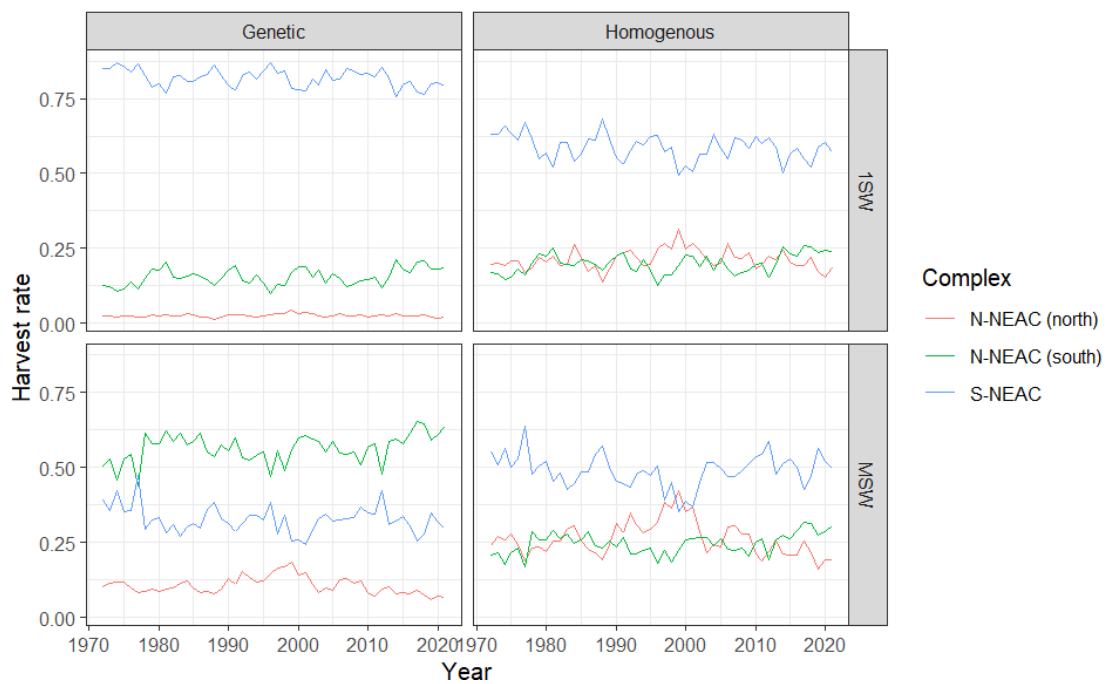 Genetic
Homogenous
0.75
0.50
0.25
0.00
1SW
Harvest rate
0.75
0.50
0.25
0.00
MSW
1970
1980
1990
2000
2010
2020
1970
1980
1990
2000
2010
2020
Year
Complex
N-NEAC (north)
N-NEAC (south)
S-NEAC